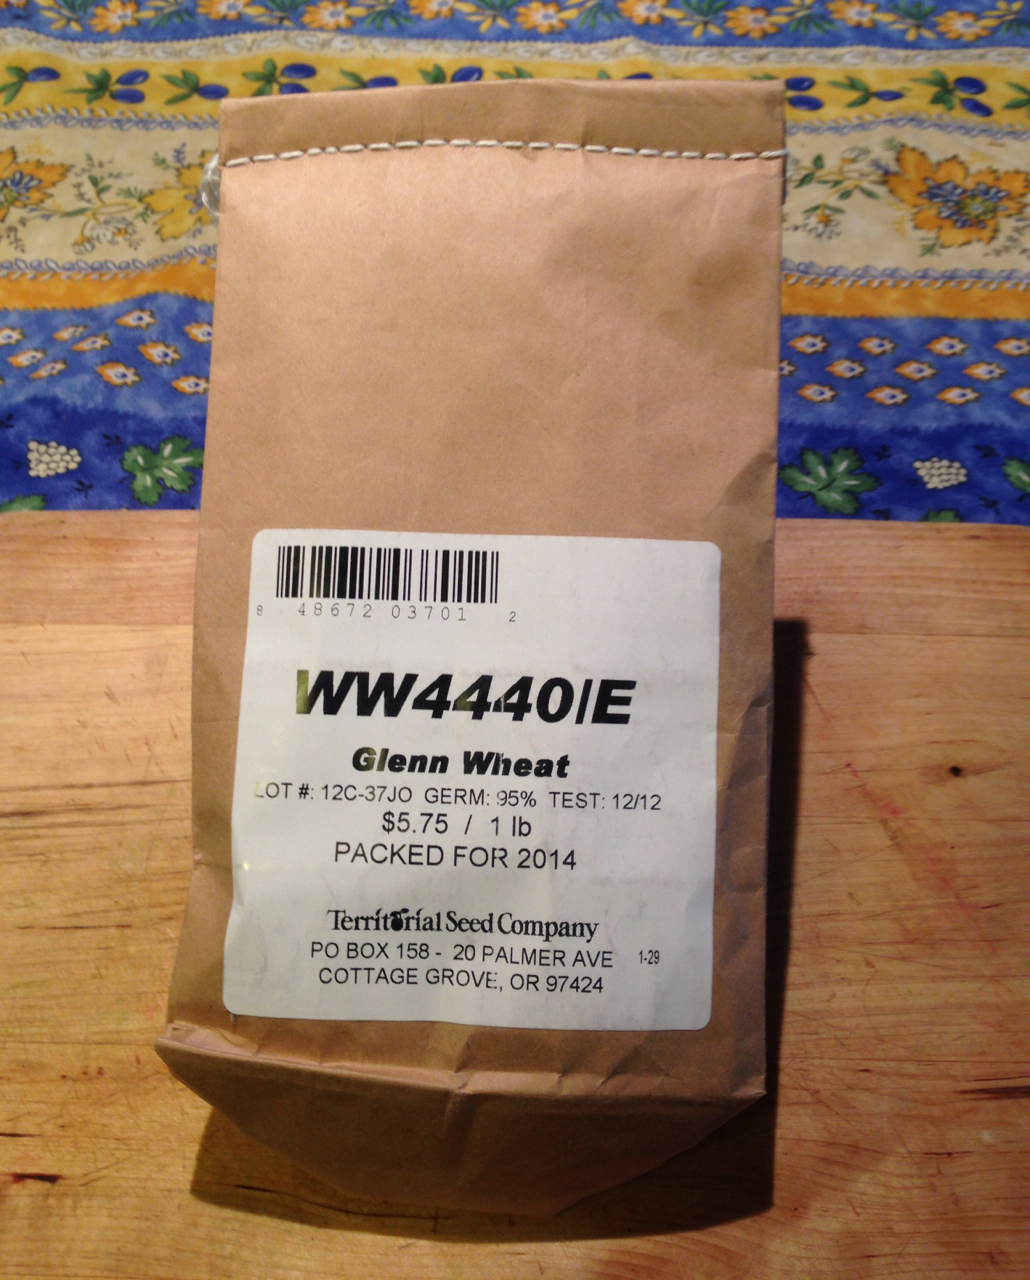 8 48672 03701 2
WW4440/E
Glenn Wheat
LOT #: 12C-37JO GERM: 95% TEST: 12/12
$5.75 / 1 lb
PACKED FOR 2014
Territorial Seed Company
PO BOX 158 - 20 PALMER AVE 1-29
COTTAGE GROVE, OR 97424